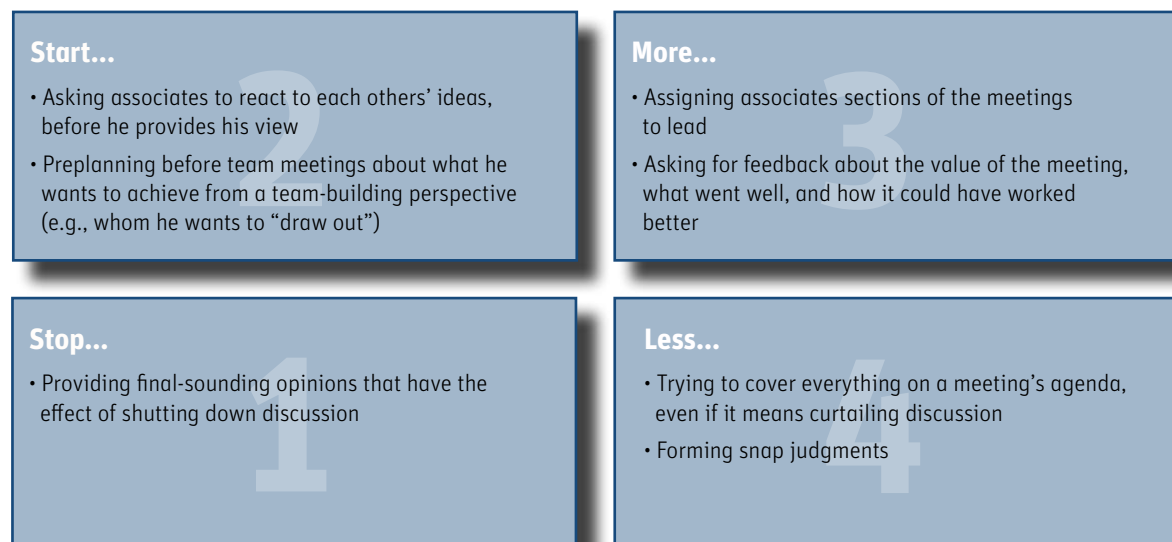 Start...
2
• Asking associates to react to each others’ ideas,
before he provides his view
• Preplanning before team meetings about what he
wants to achieve from a team-building perspective
(e.g., whom he wants to “draw out”)
More...
3
• Assigning associates sections of the meetings
to lead
• Asking for feedback about the value of the meeting,
what went well, and how it could have worked
better
Stop...
1
• Providing final-sounding opinions that have the
effect of shutting down discussion
Less...
4
• Trying to cover everything on a meeting’s agenda,
even if it means curtailing discussion
• Forming snap judgments